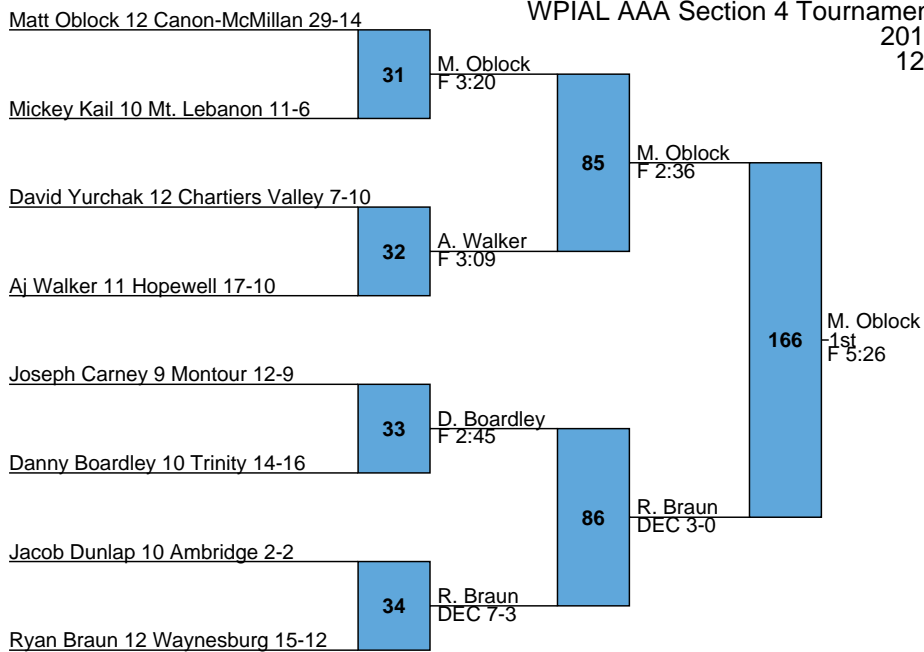 WPIAL AAA Section 4 Tournamen
201
12
Matt Oblock 12 Canon-McMillan 29-14
31
M. Oblock
F 3:20
Mickey Kail 10 Mt. Lebanon 11-6
85
M. Oblock
F 2:36
David Yurchak 12 Chartiers Valley 7-10
32
A. Walker
F 3:09
Aj Walker 11 Hopewell 17-10
166
M. Oblock
1st
F 5:26
Joseph Carney 9 Montour 12-9
33
D. Boardley
F 2:45
Danny Boardley 10 Trinity 14-16
86
R. Braun
DEC 3-0
Jacob Dunlap 10 Ambridge 2-2
34
R. Braun
DEC 7-3
Ryan Braun 12 Waynesburg 15-12